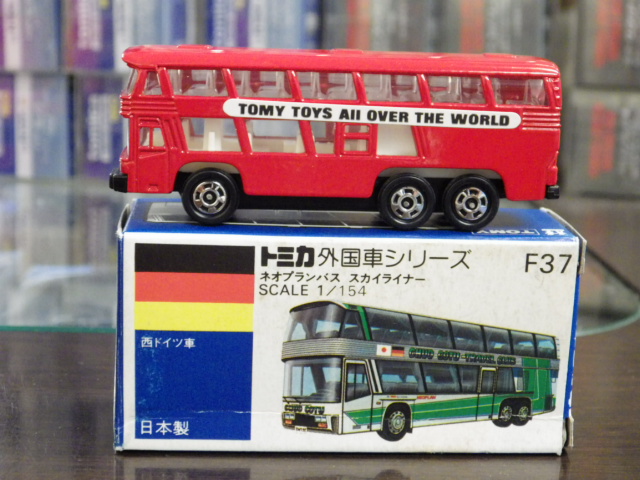 TOMY TOYS All OVER THE WORLD
TOMY
トミカ外国車シリーズ F37
ネオプランバス スカイライナー
SCALE 1/154
西ドイツ車
日本製